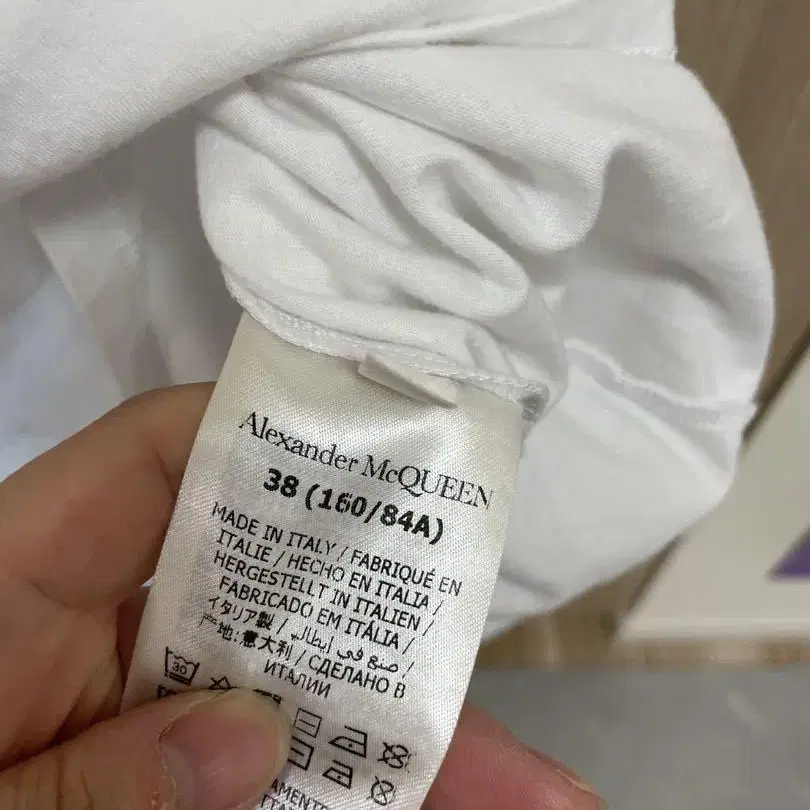 Alexander McQUEEN
38 (160/84A)
MADE IN ITALY / FABRIQUÉ EN
ITALIE / HECHO EN ITALIA /
HERGESTELLT IN ITALIEN /
FABRICADO EM ITÁLIA /
イタリア製 / صنع في إيطاليا /
产地: 意大利 / СДЕЛАНО В
ИТАЛИИ
30